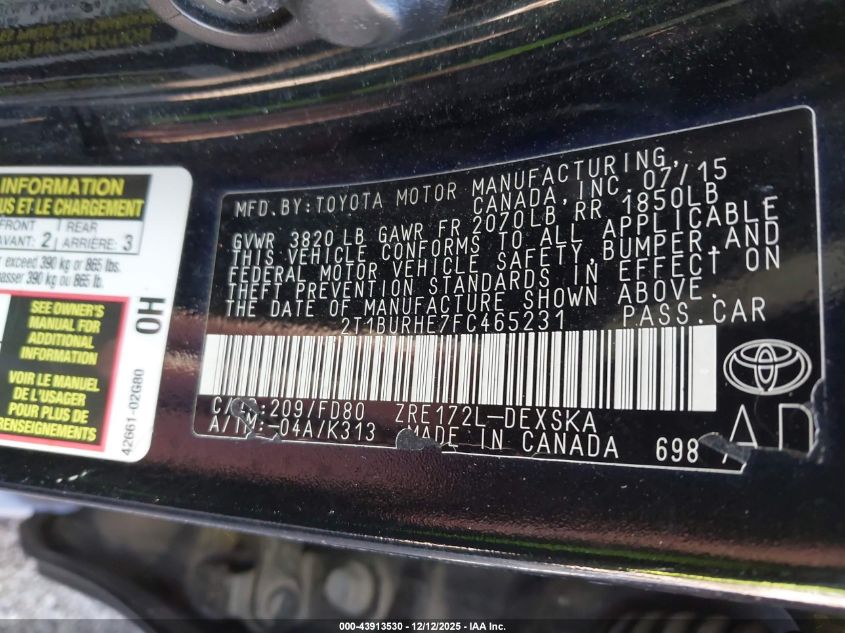 INFORMATION
US ET LE CHARGEMENT
FRONT | REAR
AVANT: 2 | ARRIÈRE: 3
exceed 390 kg or 865 lbs.
passer 390 kg ou 865 lb.
SEE OWNER'S
MANUAL FOR
ADDITIONAL
INFORMATION
VOIR LE MANUEL
DE L'USAGER
POUR PLUS DE
RENSEIGNEMENTS
42661-02G80
0H
MFD.BY:TOYOTA MOTOR MANUFACTURING,
CANADA,INC. 07/15
GVWR 3820 LB GAWR FR 2070LB, RR 1850LB
THIS VEHICLE CONFORMS TO ALL APPLICABLE
FEDERAL MOTOR VEHICLE SAFETY,BUMPER,AND
THEFT PREVENTION STANDARDS IN EFFECT ON
THE DATE OF MANUFACTURE SHOWN ABOVE.
2T1BURHE7FC465231 PASS.CAR
209/FD80 ZRE172L-DEXSKA
-04A/K313 MADE IN CANADA 698
TOYOTA
AD
000-43913530 - 12/12/2025 - IAA Inc.